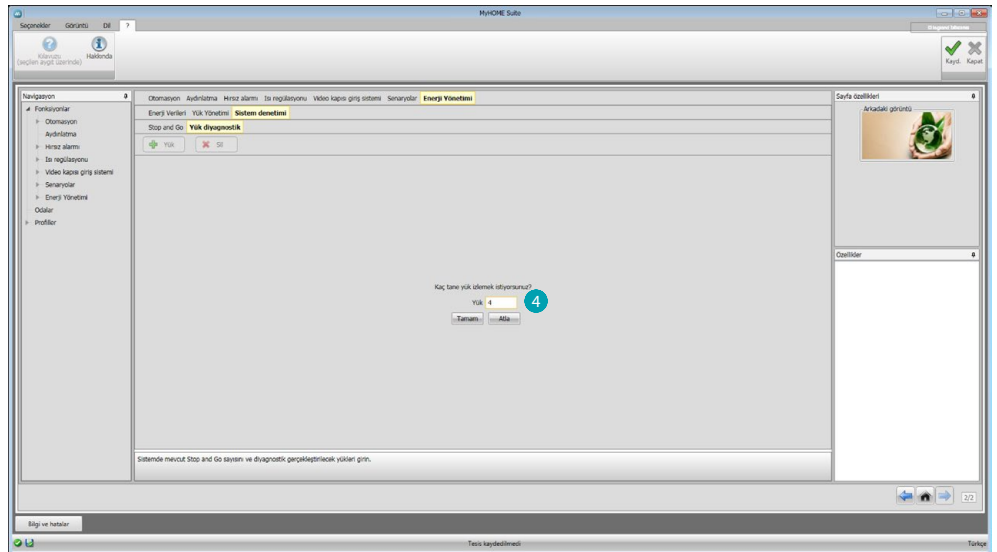 MyHOME Suite
Seçenekler Görüntü Dil ?
Kılavuzu
(seçilen aygıt üzerinde)
Hakkında
Kayd. Kapat
Navigasyon
Fonksiyonlar
Otomasyon
Aydınlatma
Hırsız alarmı
Isı regülasyonu
Video kapısı giriş sistemi
Senaryolar
Enerji Yönetimi
Odalar
Profiller
Otomasyon Aydınlatma Hırsız alarmı Isı regülasyonu Video kapısı giriş sistemi Senaryolar Enerji Yönetimi
Enerji Verileri Yük Yönetimi Sistem denetimi
Stop and Go Yük diyagnostik
Yük Sil
Kaç tane yük izlemek istiyorsunuz?
Yük 4
4
Tamam Atla
Sistemde mevcut Stop and Go sayısını ve diyagnostik gerçekleştirilecek yükleri girin.
Sayfa özellikleri
Arkadaki görüntü
Özellikler
2/2
Bilgi ve hatalar
Tesis kaydedilmedi
Türkçe